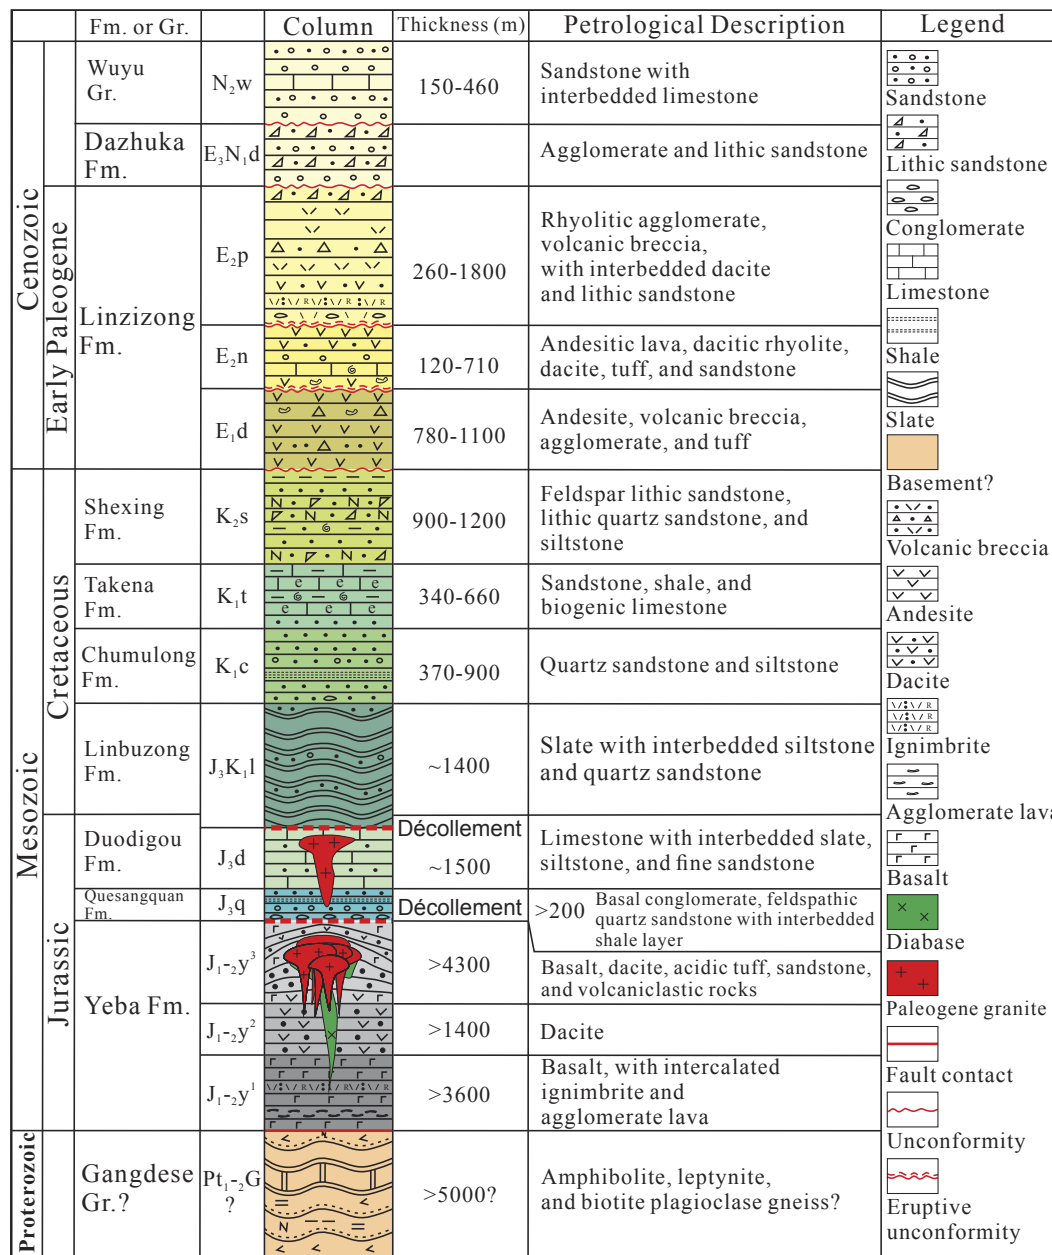 Fm. or Gr.
Column
Thickness (m)
Petrological Description
Legend
Cenozoic
Wuyu
Gr.
N₂w
150-460
Sandstone with
interbedded limestone
Dazhuka
Fm.
E₃N₁d
Agglomerate and lithic sandstone
Early Paleogene
Linzizong
Fm.
E₂p
260-1800
Rhyolitic agglomerate,
volcanic breccia,
with interbedded dacite
and lithic sandstone
E₂n
120-710
Andesitic lava, dacitic rhyolite,
dacite, tuff, and sandstone
E₁d
780-1100
Andesite, volcanic breccia,
agglomerate, and tuff
Mesozoic
Cretaceous
Shexing
Fm.
K₂s
900-1200
Feldspar lithic sandstone,
lithic quartz sandstone, and
siltstone
Takena
Fm.
K₁t
340-660
Sandstone, shale, and
biogenic limestone
Chumulong
Fm.
K₁c
370-900
Quartz sandstone and siltstone
Linbuzong
Fm.
J₃K₁l
~1400
Slate with interbedded siltstone
and quartz sandstone
Jurassic
Duodigou
Fm.
J₃d
Décollement
~1500
Limestone with interbedded slate,
siltstone, and fine sandstone
Quesangquan
Fm.
J₃q
Décollement
>200
Basal conglomerate, feldspathic
quartz sandstone with interbedded
shale layer
Yeba Fm.
J₁-₂y³
>4300
Basalt, dacite, acidic tuff, sandstone,
and volcaniclastic rocks
J₁-₂y²
>1400
Dacite
J₁-₂y¹
>3600
Basalt, with intercalated
ignimbrite and
agglomerate lava
Proterozoic
Gangdese
Gr.?
Pt₁-₂G
?
>5000?
Amphibolite, leptynite,
and biotite plagioclase gneiss?
Sandstone
Lithic sandstone
Conglomerate
Limestone
Shale
Slate
Basement?
Volcanic breccia
Andesite
Dacite
Ignimbrite
Agglomerate lava
Basalt
Diabase
Paleogene granite
Fault contact
Unconformity
Eruptive
unconformity